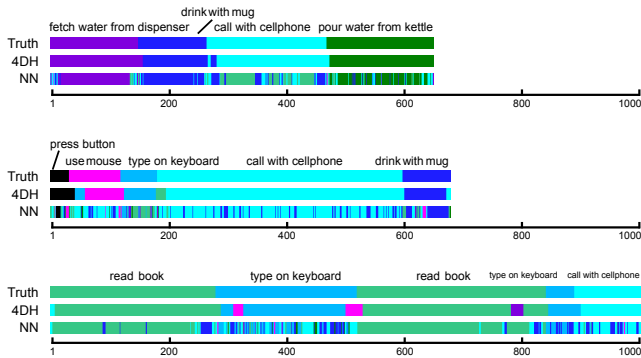 fetch water from dispenser drink with mug call with cellphone pour water from kettle
Truth
4DH
NN
1 200 400 600 800 1000
press button
use mouse type on keyboard call with cellphone drink with mug
Truth
4DH
NN
1 200 400 600 800 1000
read book type on keyboard read book type on keyboard call with cellphone
Truth
4DH
NN
1 200 400 600 800 1000